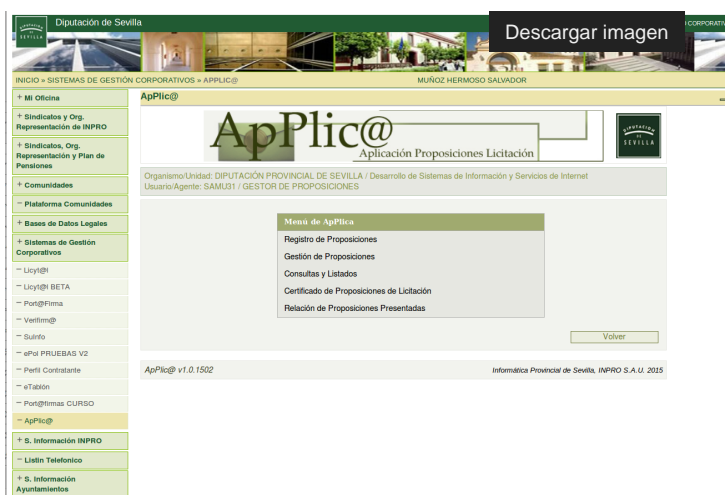 DIPUTACIÓN
DE
SEVILLA
Diputación de Sevilla
Descargar imagen
INICIO » SISTEMAS DE GESTIÓN CORPORATIVOS » APPLIC@
MUÑOZ HERMOSO SALVADOR
+ Mi Oficina
+ Sindicatos y Org.
Representación de INPRO
+ Sindicatos, Org.
Representación y Plan de
Pensiones
+ Comunidades
− Plataforma Comunidades
+ Bases de Datos Legales
+ Sistemas de Gestión
Corporativos
− Licyt@l
− Licyt@l BETA
− Port@Firma
− Verifirm@
− Suinfo
− ePol PRUEBAS V2
− Perfil Contratante
− eTablón
− Port@firmas CURSO
− ApPlic@
+ S. Información INPRO
− Listín Telefonico
+ S. Información
Ayuntamientos
ApPlic@
ApPlic@
Aplicación Proposiciones Licitación
DIPUTACIÓN
DE
SEVILLA
Organismo/Unidad: DIPUTACIÓN PROVINCIAL DE SEVILLA / Desarrollo de Sistemas de Información y Servicios de Internet
Usuario/Agente: SAMU31 / GESTOR DE PROPOSICIONES
Menú de ApPlica
Registro de Proposiciones
Gestión de Proposiciones
Consultas y Listados
Certificado de Proposiciones de Licitación
Relación de Proposiciones Presentadas
Volver
ApPlic@ v1.0.1502
Informática Provincial de Sevilla, INPRO S.A.U. 2015